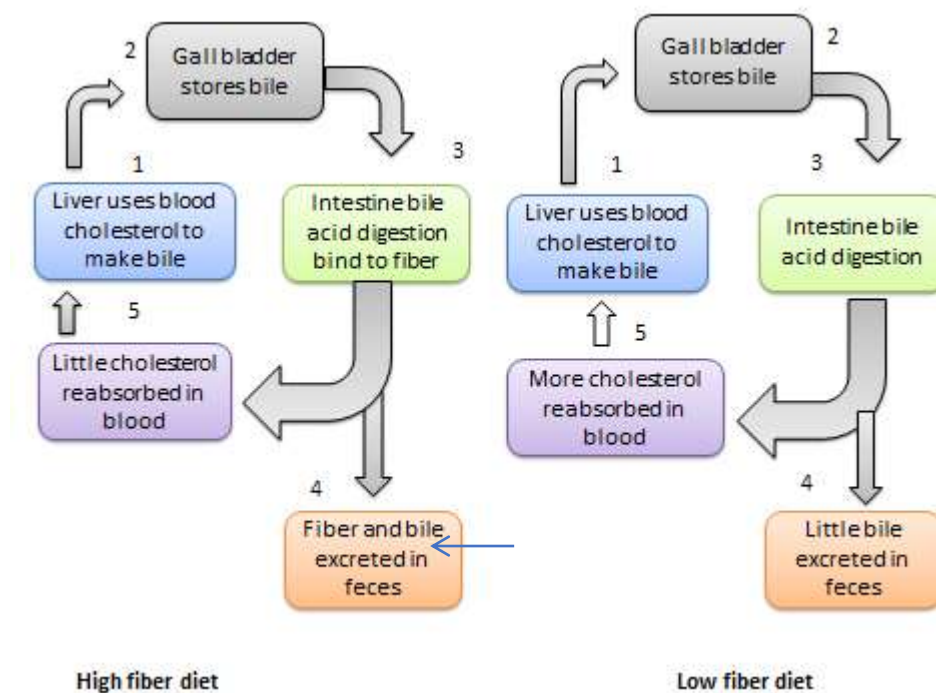 2
Gall bladder
stores bile
1
3
Liver uses blood
cholesterol to
make bile
Intestine bile
acid digestion
bind to fiber
5
Little cholesterol
reabsorbed in
blood
4
Fiber and bile
excreted in
feces
High fiber diet
2
Gall bladder
stores bile
1
3
Liver uses blood
cholesterol to
make bile
Intestine bile
acid digestion
5
More cholesterol
reabsorbed in
blood
4
Little bile
excreted in
feces
Low fiber diet